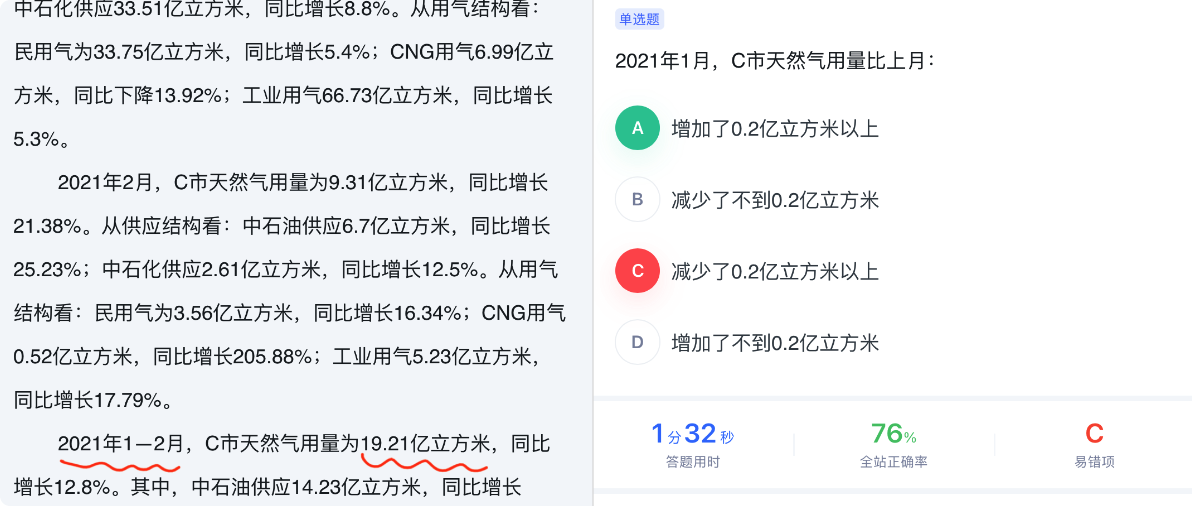 中石化供应33.51亿立方米，同比增长8.8%。从用气结构看：
民用气为33.75亿立方米，同比增长5.4%；CNG用气6.99亿立
方米，同比下降13.92%；工业用气66.73亿立方米，同比增长
5.3%。
2021年2月，C市天然气用量为9.31亿立方米，同比增长
21.38%。从供应结构看：中石油供应6.7亿立方米，同比增长
25.23%；中石化供应2.61亿立方米，同比增长12.5%。从用气
结构看：民用气为3.56亿立方米，同比增长16.34%；CNG用气
0.52亿立方米，同比增长205.88%；工业用气5.23亿立方米，
同比增长17.79%。
2021年1—2月，C市天然气用量为19.21亿立方米，同比
增长12.8%。其中，中石油供应14.23亿立方米，同比增长
单选题
2021年1月，C市天然气用量比上月：
A 增加了0.2亿立方米以上
B 减少了不到0.2亿立方米
C 减少了0.2亿立方米以上
D 增加了不到0.2亿立方米
1分32秒 76% C
答题用时 全站正确率 易错项